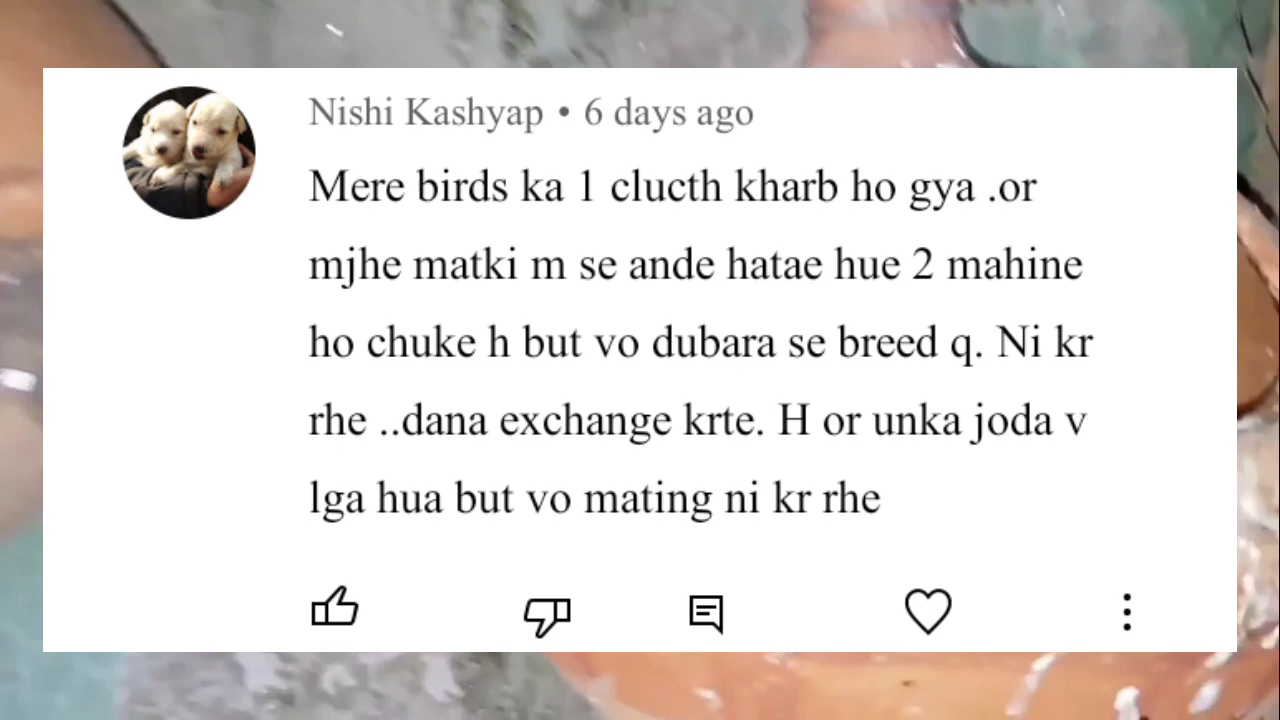 Nishi Kashyap • 6 days ago
Mere birds ka 1 clucth kharb ho gya .or
mjhe matki m se ande hatae hue 2 mahine
ho chuke h but vo dubara se breed q. Ni kr
rhe ..dana exchange krte. H or unka joda v
lga hua but vo mating ni kr rhe